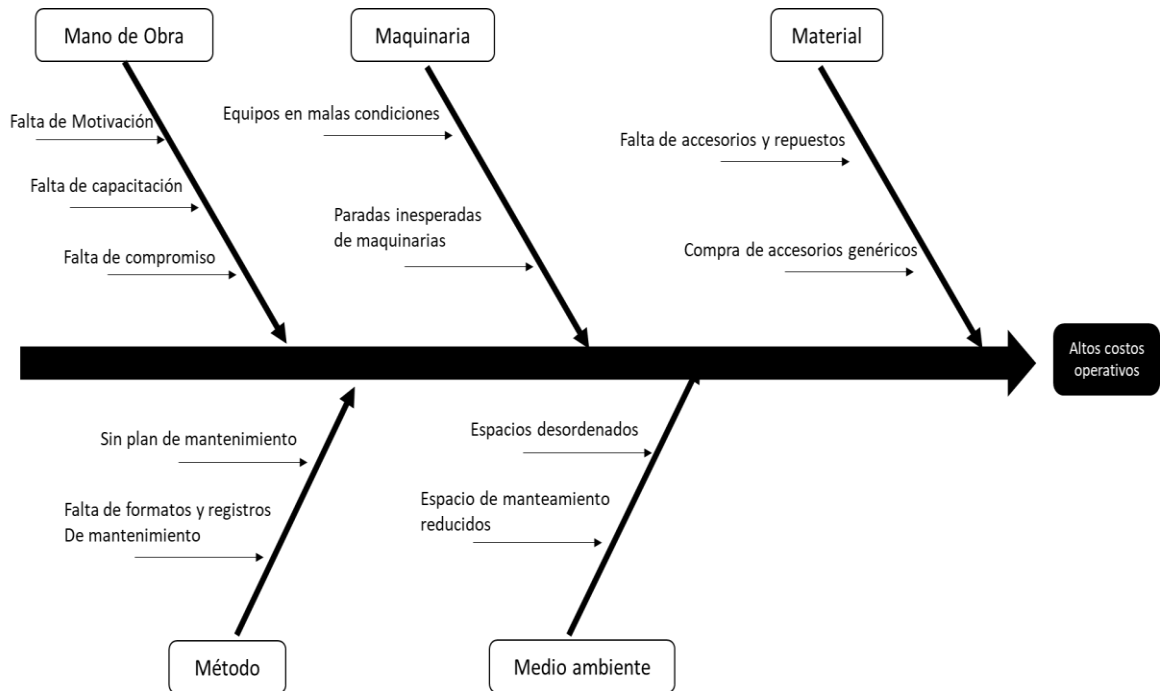 Mano de Obra
Maquinaria
Material
Equipos en malas condiciones
Falta de Motivación
Falta de accesorios y repuestos
Falta de capacitación
Paradas inesperadas
de maquinarias
Falta de compromiso
Compra de accesorios genéricos
Altos costos
operativos
Sin plan de mantenimiento
Espacios desordenados
Falta de formatos y registros
De mantenimiento
Espacio de manteamiento
reducidos
Método
Medio ambiente